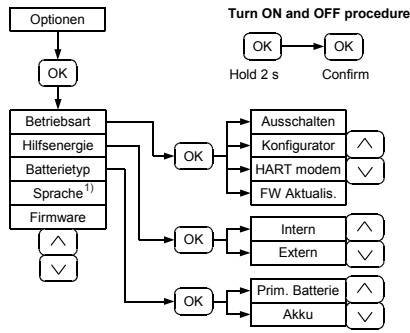 Optionen
Turn ON and OFF procedure
OK
OK
Hold 2 s
Confirm
OK
Betriebsart
Hilfsenergie
Batterietyp
Sprache1)
Firmware
OK
Ausschalten
Konfigurator
HART modem
FW Aktualis.
OK
Intern
Extern
OK
Prim. Batterie
Akku